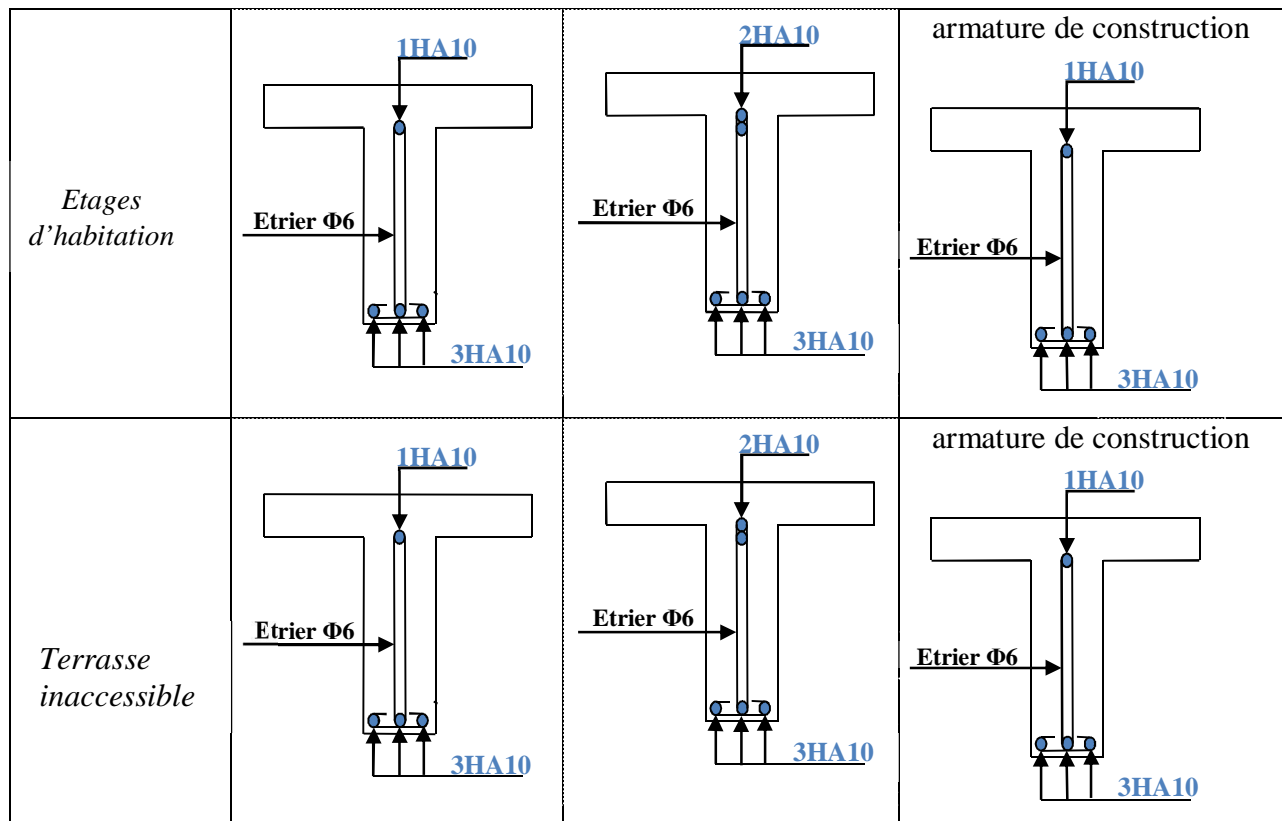 Etages
d’habitation
1HA10
Etrier Φ6
3HA10
2HA10
Etrier Φ6
3HA10
armature de construction
1HA10
Etrier Φ6
3HA10
Terrasse
inaccessible
1HA10
Etrier Φ6
3HA10
2HA10
Etrier Φ6
3HA10
armature de construction
1HA10
Etrier Φ6
3HA10